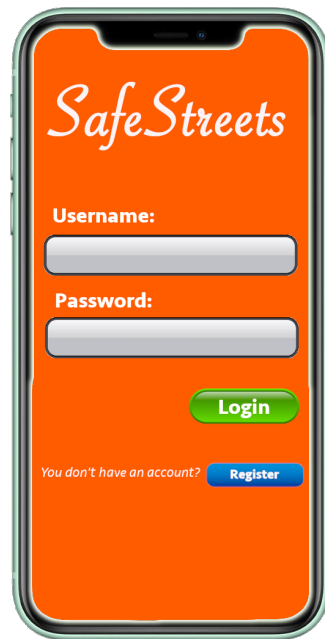 SafeStreets
Username:
Password:
Login
You don't have an account? Register